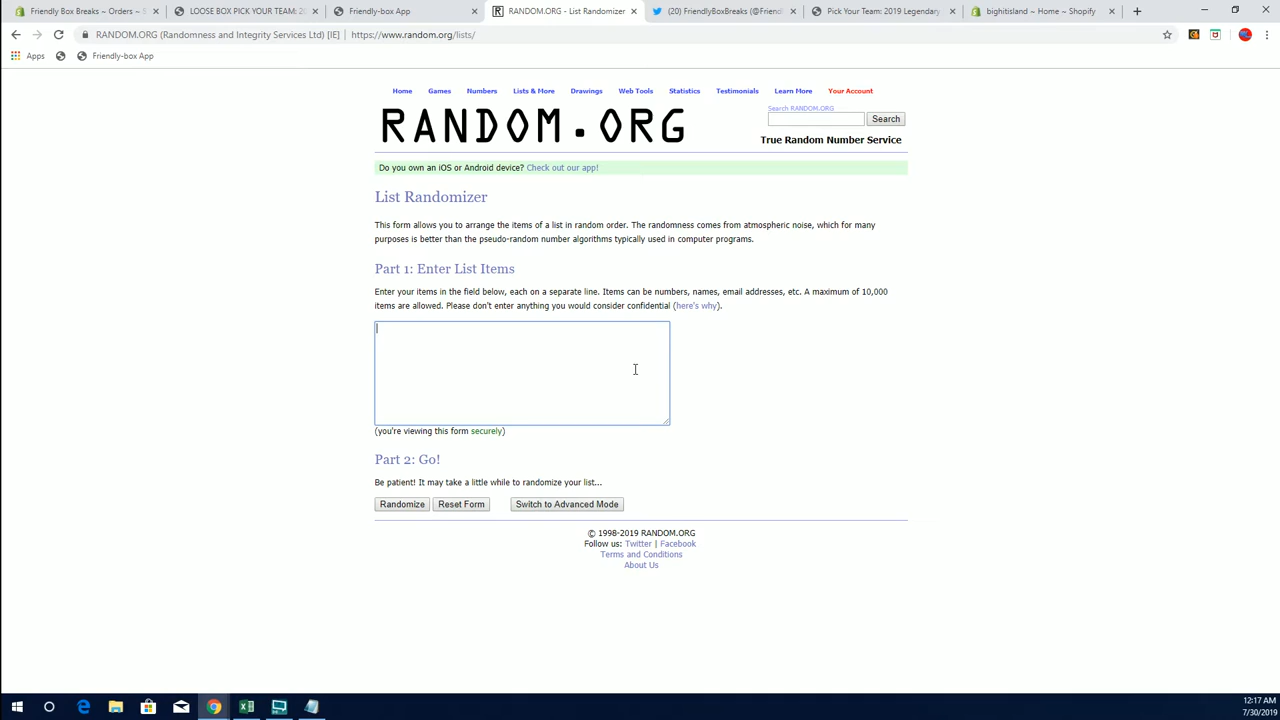 Friendly Box Breaks ~ Orders ~ S
LOOSE BOX PICK YOUR TEAM: 20
Friendly-box App
RANDOM.ORG - List Randomizer
(20) FriendlyBoxBreaks (@Friend
Pick Your Team: 2019 Legendary
bighitisland ~ Home ~ Shopify
RANDOM.ORG (Randomness and Integrity Services Ltd) [IE] | https://www.random.org/lists/
Apps
Friendly-box App
Home Games Numbers Lists & More Drawings Web Tools Statistics Testimonials Learn More Your Account
RANDOM.ORG
Search RANDOM.ORG
Search
True Random Number Service
Do you own an iOS or Android device? Check out our app!
List Randomizer
This form allows you to arrange the items of a list in random order. The randomness comes from atmospheric noise, which for many
purposes is better than the pseudo-random number algorithms typically used in computer programs.
Part 1: Enter List Items
Enter your items in the field below, each on a separate line. Items can be numbers, names, email addresses, etc. A maximum of 10,000
items are allowed. Please don't enter anything you would consider confidential (here's why).
(you're viewing this form securely)
Part 2: Go!
Be patient! It may take a little while to randomize your list...
Randomize Reset Form Switch to Advanced Mode
© 1998-2019 RANDOM.ORG
Follow us: Twitter | Facebook
Terms and Conditions
About Us
12:17 AM
7/30/2019